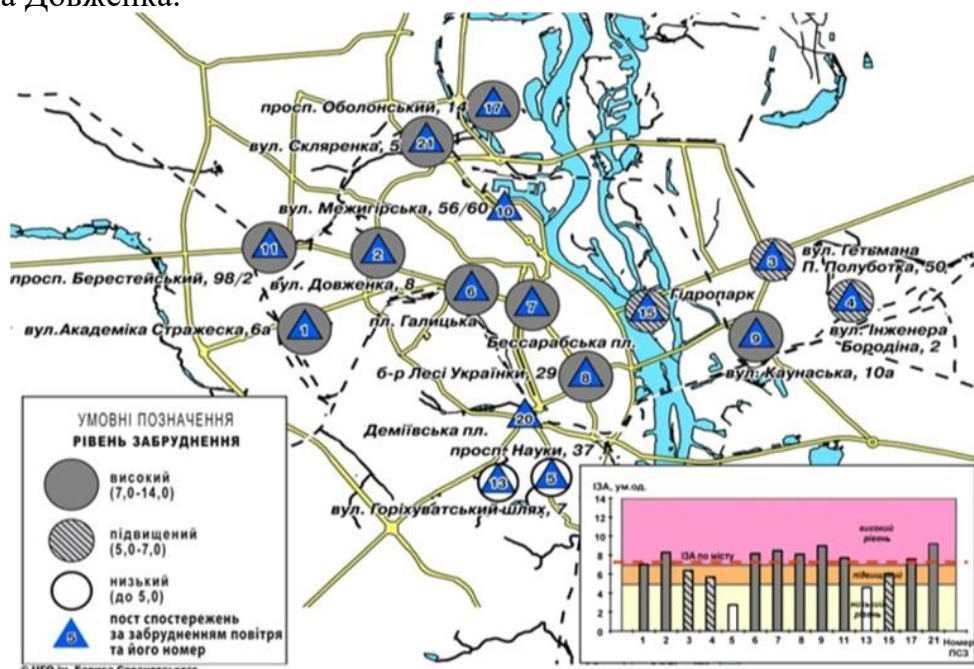 а Довженка.
просп. Оболонський, 14
17
вул. Скляренка, 5
21
вул. Межигірська, 56/60
10
11
2
просп. Берестейський, 98/2
вул. Довженка, 8
6
7
3
вул. Гетьмана
П. Полуботка, 50
15
Гідропарк
4
вул. Академіка Стражеска, 6а
1
пл. Галицька
Бессарабська пл.
9
вул. Інженера
Бородіна, 2
б-р Лесі Українки, 29
8
вул. Каунаська, 10а
20
Деміївська пл.
просп. Науки, 37
13
5
вул. Горіхуватський шлях, 7
УМОВНІ ПОЗНАЧЕННЯ
РІВЕНЬ ЗАБРУДНЕННЯ
високий
(7,0-14,0)
підвищений
(5,0-7,0)
низький
(до 5,0)
5
пост спостережень
за забрудненням повітря
та його номер
ІЗА, ум.од.
14
12
10
8
6
4
2
0
високий
рівень
ІЗА по місту
підвищений
низький
рівень
1 2 3 4 5 6 7 8 9 11 13 15 17 21
Номер
ПСЗ